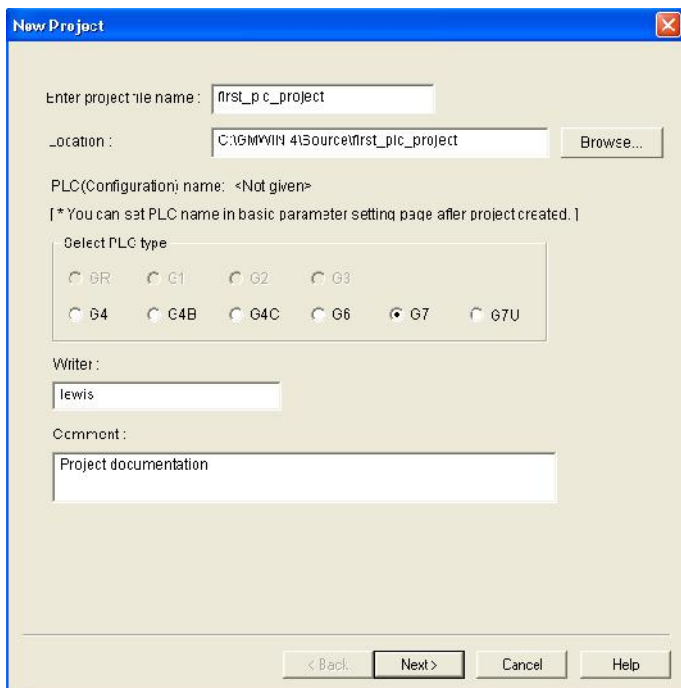 New Project
Enter project file name : first_plc_project
Location : C:\GMWIN 4\Source\first_plc_project Browse...
PLC(Configuration) name: <Not given>
[ * You can set PLC name in basic parameter setting page after project created. ]
Select PLC type
GR G1 G2 G3
G4 G4B G4C G6 G7 G7U
Writer :
lewis
Comment :
Project documentation
< Back Next > Cancel Help